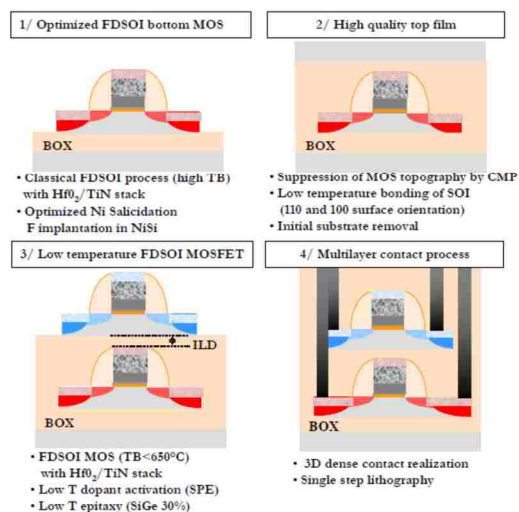 1/ Optimized FDSOI bottom MOS
BOX
• Classical FDSOI process (high TB)
with Hf0₂/TiN stack
• Optimized Ni Salicidation
F implantation in NiSi
2/ High quality top film
BOX
• Suppression of MOS topography by CMP
• Low temperature bonding of SOI
(110 and 100 surface orientation)
• Initial substrate removal
3/ Low temperature FDSOI MOSFET
ILD
BOX
• FDSOI MOS (TB<650°C)
with Hf0₂/TiN stack
• Low T dopant activation (SPE)
• Low T epitaxy (SiGe 30%)
4/ Multilayer contact process
BOX
• 3D dense contact realization
• Single step lithography